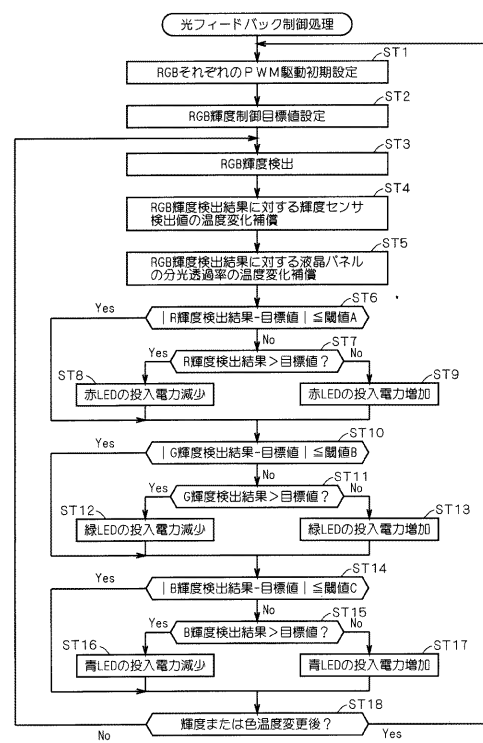 光フィードバック制御処理
ST1
RGBそれぞれのPWM駆動初期設定
ST2
RGB輝度制御目標値設定
ST3
RGB輝度検出
ST4
RGB輝度検出結果に対する輝度センサ
検出値の温度変化補償
ST5
RGB輝度検出結果に対する液晶パネル
の分光透過率の温度変化補償
ST6
Yes
|R輝度検出結果-目標値|≦閾値A
No
ST7
Yes
R輝度検出結果>目標値?
No
ST8
ST9
赤LEDの投入電力減少
赤LEDの投入電力増加
ST10
Yes
|G輝度検出結果-目標値|≦閾値B
No
ST11
Yes
G輝度検出結果>目標値?
No
ST12
ST13
緑LEDの投入電力減少
緑LEDの投入電力増加
ST14
Yes
|B輝度検出結果-目標値|≦閾値C
No
ST15
Yes
B輝度検出結果>目標値?
No
ST16
ST17
青LEDの投入電力減少
青LEDの投入電力増加
ST18
輝度または色温度変更後?
No
Yes